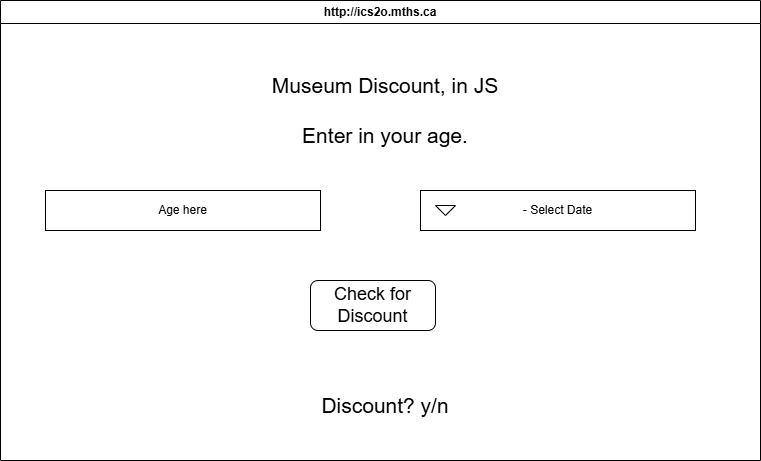 http://ics2o.mths.ca
Museum Discount, in JS
Enter in your age.
Age here
- Select Date
Check for
Discount
Discount? y/n